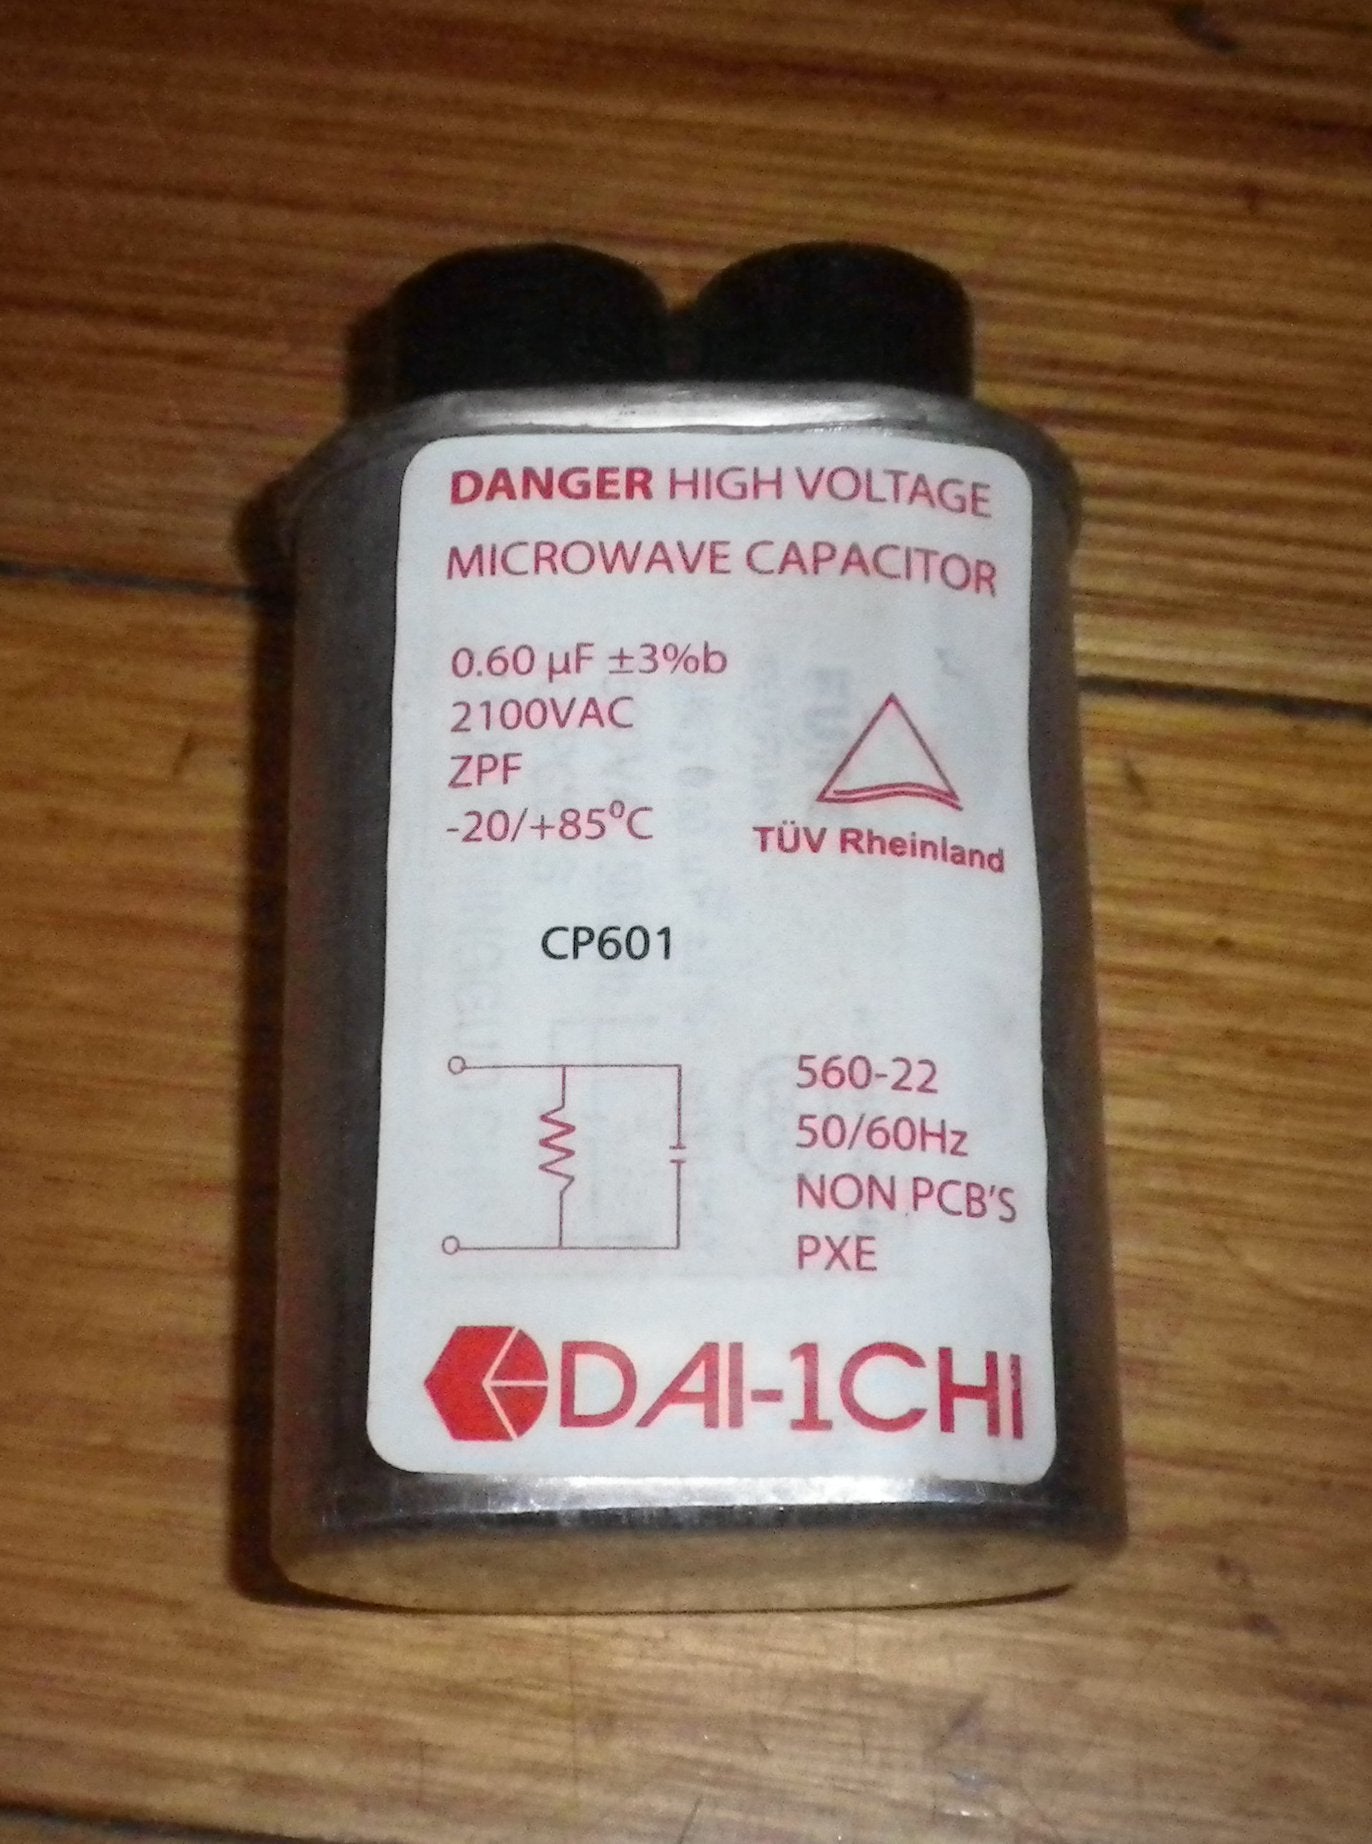 DANGER HIGH VOLTAGE
MICROWAVE CAPACITOR
0.60 µF ±3%b
2100VAC
ZPF
-20/+85⁰C
TÜV Rheinland
CP601
560-22
50/60Hz
NON PCB'S
PXE
DAI-1CHI